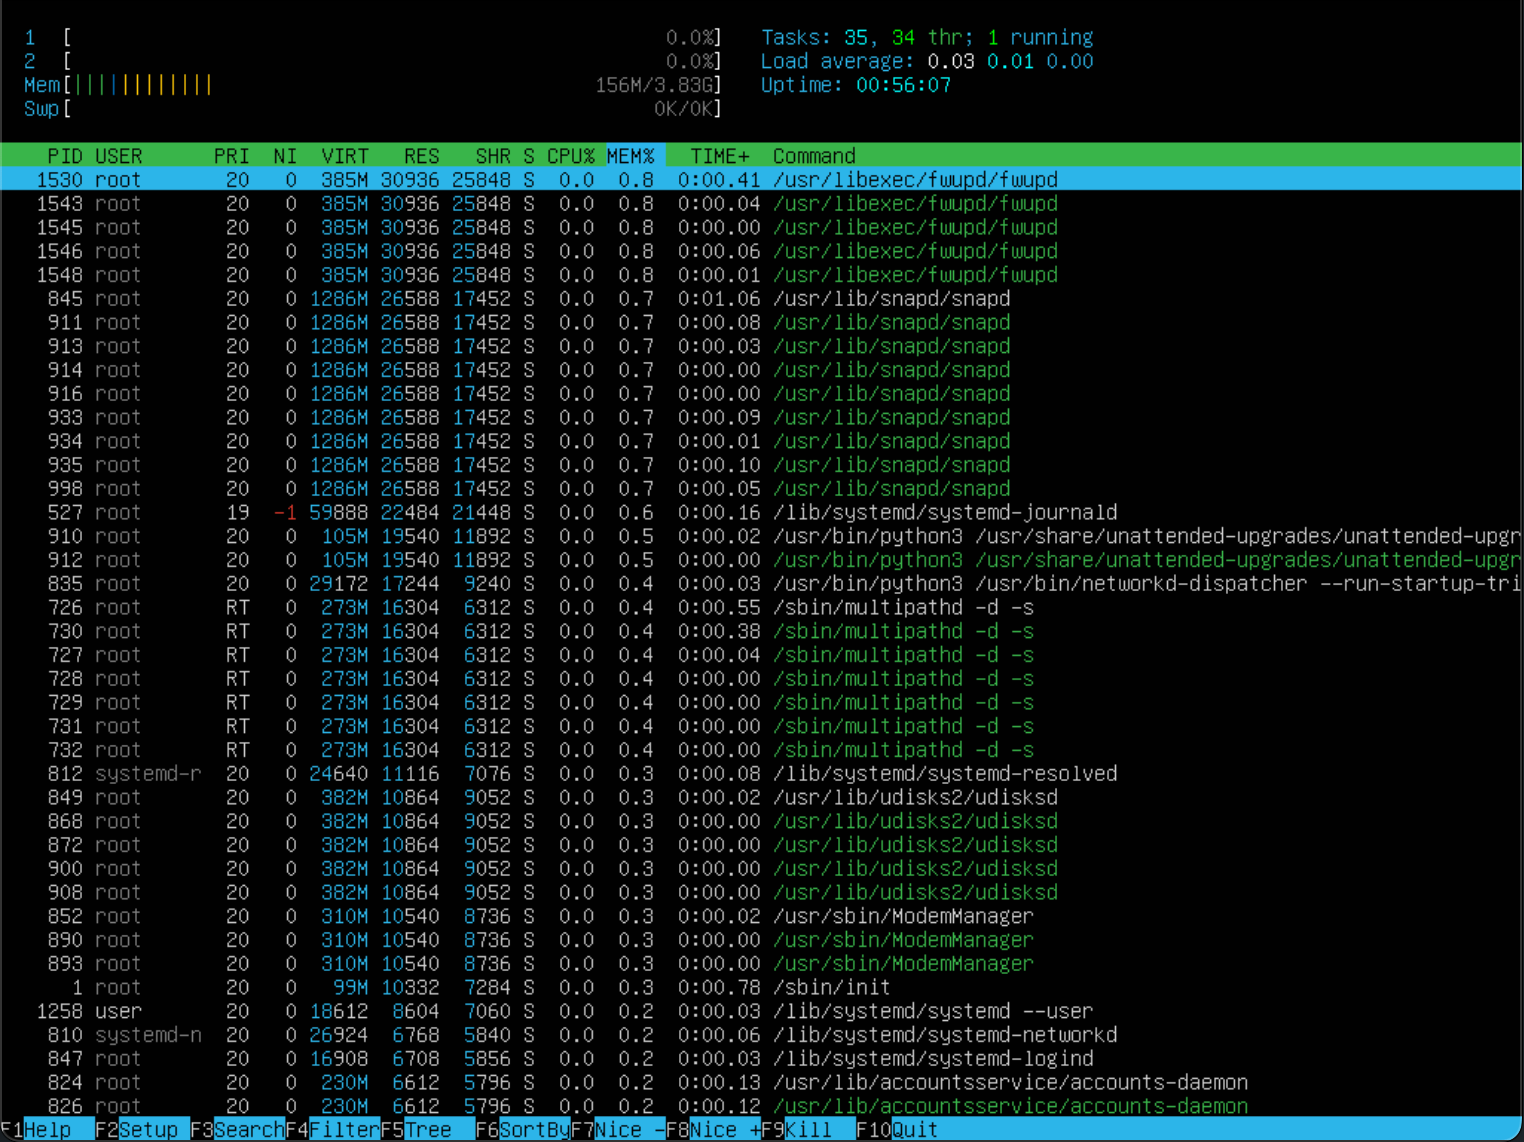 1  [                                                  0.0%]   Tasks: 35, 34 thr; 1 running
2  [                                                  0.0%]   Load average: 0.03 0.01 0.00
Mem[||||||||||||                                156M/3.83G]   Uptime: 00:56:07
Swp[                                                 0K/0K]
PID USER      PRI  NI  VIRT   RES   SHR S CPU% MEM%   TIME+  Command
1530 root       20   0  385M 30936 25848 S  0.0  0.8  0:00.41 /usr/libexec/fwupd/fwupd
1543 root       20   0  385M 30936 25848 S  0.0  0.8  0:00.04 /usr/libexec/fwupd/fwupd
1545 root       20   0  385M 30936 25848 S  0.0  0.8  0:00.00 /usr/libexec/fwupd/fwupd
1546 root       20   0  385M 30936 25848 S  0.0  0.8  0:00.06 /usr/libexec/fwupd/fwupd
1548 root       20   0  385M 30936 25848 S  0.0  0.8  0:00.01 /usr/libexec/fwupd/fwupd
845 root       20   0 1286M 26588 17452 S  0.0  0.7  0:01.06 /usr/lib/snapd/snapd
911 root       20   0 1286M 26588 17452 S  0.0  0.7  0:00.08 /usr/lib/snapd/snapd
913 root       20   0 1286M 26588 17452 S  0.0  0.7  0:00.03 /usr/lib/snapd/snapd
914 root       20   0 1286M 26588 17452 S  0.0  0.7  0:00.00 /usr/lib/snapd/snapd
916 root       20   0 1286M 26588 17452 S  0.0  0.7  0:00.00 /usr/lib/snapd/snapd
933 root       20   0 1286M 26588 17452 S  0.0  0.7  0:00.09 /usr/lib/snapd/snapd
934 root       20   0 1286M 26588 17452 S  0.0  0.7  0:00.01 /usr/lib/snapd/snapd
935 root       20   0 1286M 26588 17452 S  0.0  0.7  0:00.10 /usr/lib/snapd/snapd
998 root       20   0 1286M 26588 17452 S  0.0  0.7  0:00.05 /usr/lib/snapd/snapd
527 root       19  -1 59888 22484 21448 S  0.0  0.6  0:00.16 /lib/systemd/systemd-journald
910 root       20   0  105M 19540 11892 S  0.0  0.5  0:00.02 /usr/bin/python3 /usr/share/unattended-upgrades/unattended-upgr
912 root       20   0  105M 19540 11892 S  0.0  0.5  0:00.00 /usr/bin/python3 /usr/share/unattended-upgrades/unattended-upgr
835 root       20   0 29172 17244  9240 S  0.0  0.4  0:00.03 /usr/bin/python3 /usr/bin/networkd-dispatcher --run-startup-tri
726 root       RT   0  273M 16304  6312 S  0.0  0.4  0:00.55 /sbin/multipathd -d -s
730 root       RT   0  273M 16304  6312 S  0.0  0.4  0:00.38 /sbin/multipathd -d -s
727 root       RT   0  273M 16304  6312 S  0.0  0.4  0:00.04 /sbin/multipathd -d -s
728 root       RT   0  273M 16304  6312 S  0.0  0.4  0:00.00 /sbin/multipathd -d -s
729 root       RT   0  273M 16304  6312 S  0.0  0.4  0:00.00 /sbin/multipathd -d -s
731 root       RT   0  273M 16304  6312 S  0.0  0.4  0:00.00 /sbin/multipathd -d -s
732 root       RT   0  273M 16304  6312 S  0.0  0.4  0:00.00 /sbin/multipathd -d -s
812 systemd-r  20   0 24640 11116  7076 S  0.0  0.3  0:00.08 /lib/systemd/systemd-resolved
849 root       20   0  382M 10864  9052 S  0.0  0.3  0:00.02 /usr/lib/udisks2/udisksd
868 root       20   0  382M 10864  9052 S  0.0  0.3  0:00.00 /usr/lib/udisks2/udisksd
872 root       20   0  382M 10864  9052 S  0.0  0.3  0:00.00 /usr/lib/udisks2/udisksd
900 root       20   0  382M 10864  9052 S  0.0  0.3  0:00.00 /usr/lib/udisks2/udisksd
908 root       20   0  382M 10864  9052 S  0.0  0.3  0:00.00 /usr/lib/udisks2/udisksd
852 root       20   0  310M 10540  8736 S  0.0  0.3  0:00.02 /usr/sbin/ModemManager
890 root       20   0  310M 10540  8736 S  0.0  0.3  0:00.00 /usr/sbin/ModemManager
893 root       20   0  310M 10540  8736 S  0.0  0.3  0:00.00 /usr/sbin/ModemManager
1 root       20   0   99M 10332  7284 S  0.0  0.3  0:00.78 /sbin/init
1258 user       20   0 18612  8604  7060 S  0.0  0.2  0:00.03 /lib/systemd/systemd --user
810 systemd-n  20   0 26924  6768  5840 S  0.0  0.2  0:00.06 /lib/systemd/systemd-networkd
847 root       20   0 16908  6708  5856 S  0.0  0.2  0:00.03 /lib/systemd/systemd-logind
824 root       20   0  230M  6612  5796 S  0.0  0.2  0:00.13 /usr/lib/accountsservice/accounts-daemon
826 root       20   0  230M  6612  5796 S  0.0  0.2  0:00.12 /usr/lib/accountsservice/accounts-daemon
F1Help  F2Setup F3SearchF4FilterF5Tree  F6SortByF7Nice -F8Nice +F9Kill  F10Quit